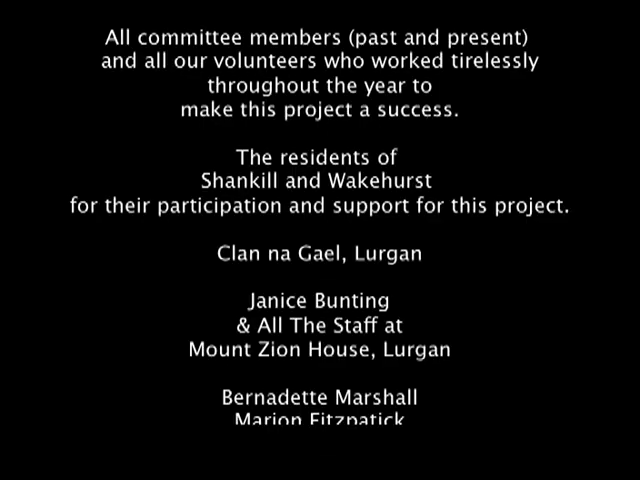 All committee members (past and present)
and all our volunteers who worked tirelessly
throughout the year to
make this project a success.
The residents of
Shankill and Wakehurst
for their participation and support for this project.
Clan na Gael, Lurgan
Janice Bunting
& All The Staff at
Mount Zion House, Lurgan
Bernadette Marshall
Marion Fitzpatick